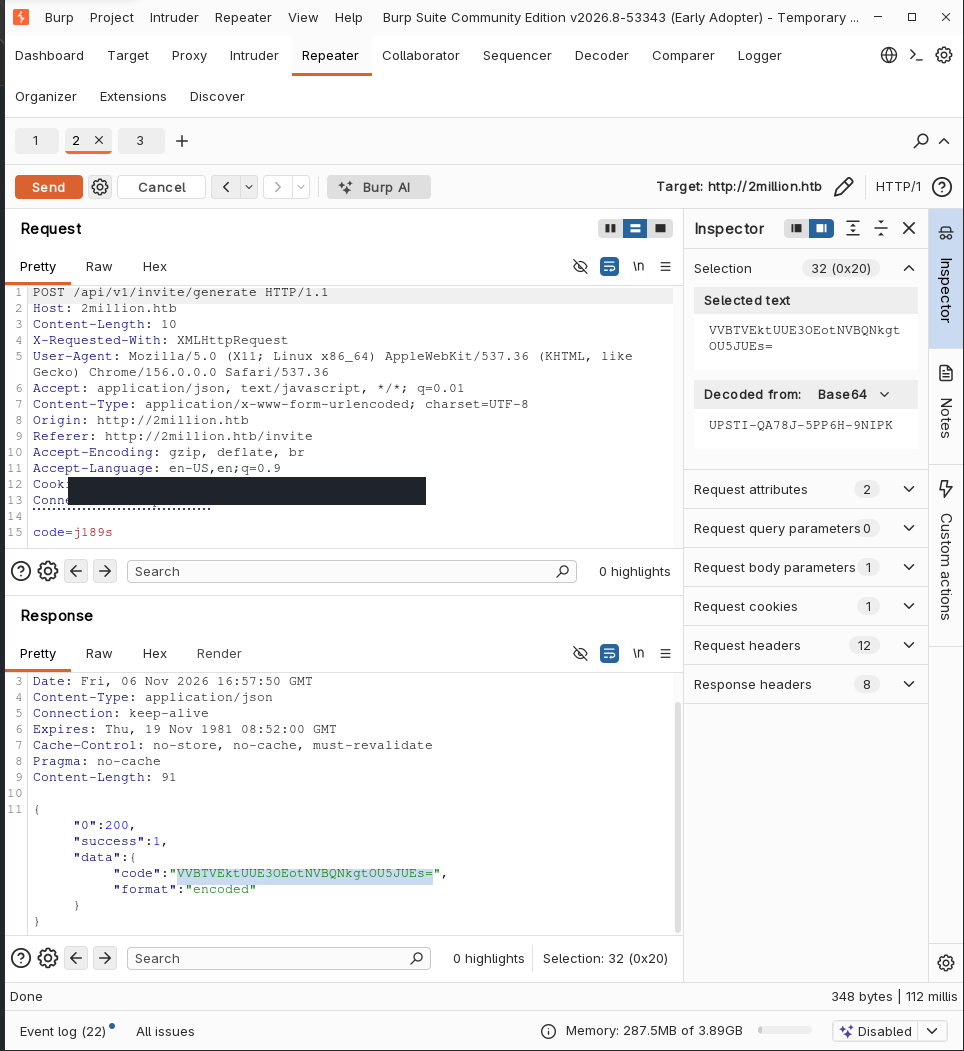 Burp Project Intruder Repeater View Help Burp Suite Community Edition v2026.8-53343 (Early Adopter) - Temporary ...
Dashboard Target Proxy Intruder Repeater Collaborator Sequencer Decoder Comparer Logger
Organizer Extensions Discover
1 2 3
Send Cancel Burp AI Target: http://2million.htb HTTP/1
Request
Pretty Raw Hex \n
1 POST /api/v1/invite/generate HTTP/1.1
2 Host: 2million.htb
3 Content-Length: 10
4 X-Requested-With: XMLHttpRequest
5 User-Agent: Mozilla/5.0 (X11; Linux x86_64) AppleWebKit/537.36 (KHTML, like
Gecko) Chrome/156.0.0.0 Safari/537.36
6 Accept: application/json, text/javascript, */*; q=0.01
7 Content-Type: application/x-www-form-urlencoded; charset=UTF-8
8 Origin: http://2million.htb
9 Referer: http://2million.htb/invite
10 Accept-Encoding: gzip, deflate, br
11 Accept-Language: en-US,en;q=0.9
12 Cook
13 Conne
14
15 code=j189s
Search 0 highlights
Response
Pretty Raw Hex Render \n
3 Date: Fri, 06 Nov 2026 16:57:50 GMT
4 Content-Type: application/json
5 Connection: keep-alive
6 Expires: Thu, 19 Nov 1981 08:52:00 GMT
7 Cache-Control: no-store, no-cache, must-revalidate
8 Pragma: no-cache
9 Content-Length: 91
10
11 {
"0":200,
"success":1,
"data":{
"code":"VVBTVEktUUE3OEotNVBQNkgtOU5JUEs=",
"format":"encoded"
}
}
Search 0 highlights Selection: 32 (0x20)
Inspector
Selection 32 (0x20)
Selected text
VVBTVEktUUE3OEotNVBQNkgt
OU5JUEs=
Decoded from: Base64
UPSTI-QA78J-5PP6H-9NIPK
Request attributes 2
Request query parameters 0
Request body parameters 1
Request cookies 1
Request headers 12
Response headers 8
Inspector
Notes
Custom actions
Done 348 bytes | 112 millis
Event log (22) All issues Memory: 287.5MB of 3.89GB Disabled